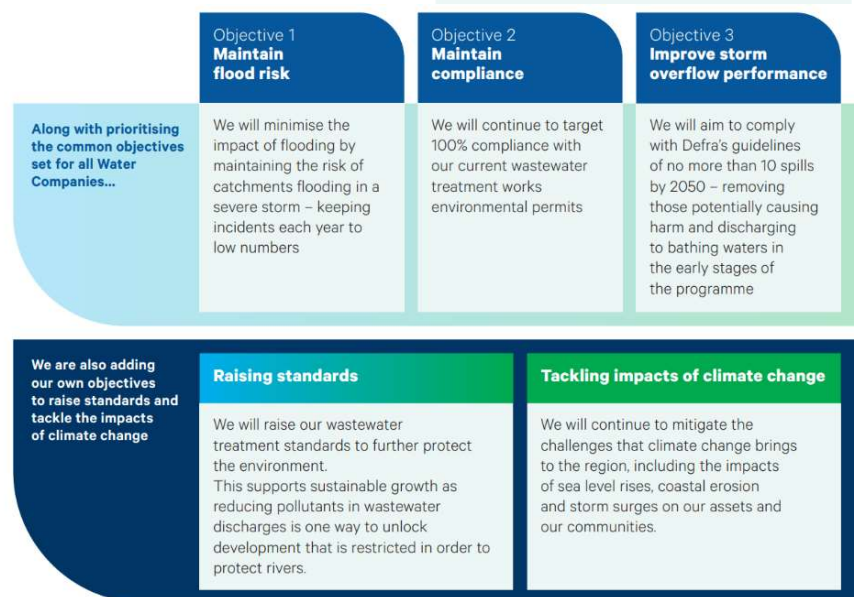 Objective 1
Maintain
flood risk
Objective 2
Maintain
compliance
Objective 3
Improve storm
overflow performance
Along with prioritising
the common objectives
set for all Water
Companies...
We will minimise the
impact of flooding by
maintaining the risk of
catchments flooding in a
severe storm – keeping
incidents each year to
low numbers
We will continue to target
100% compliance with
our current wastewater
treatment works
environmental permits
We will aim to comply
with Defra's guidelines
of no more than 10 spills
by 2050 – removing
those potentially causing
harm and discharging
to bathing waters in
the early stages of
the programme
We are also adding
our own objectives
to raise standards and
tackle the impacts
of climate change
Raising standards
We will raise our wastewater
treatment standards to further protect
the environment.
This supports sustainable growth as
reducing pollutants in wastewater
discharges is one way to unlock
development that is restricted in order to
protect rivers.
Tackling impacts of climate change
We will continue to mitigate the
challenges that climate change brings
to the region, including the impacts
of sea level rises, coastal erosion
and storm surges on our assets and
our communities.